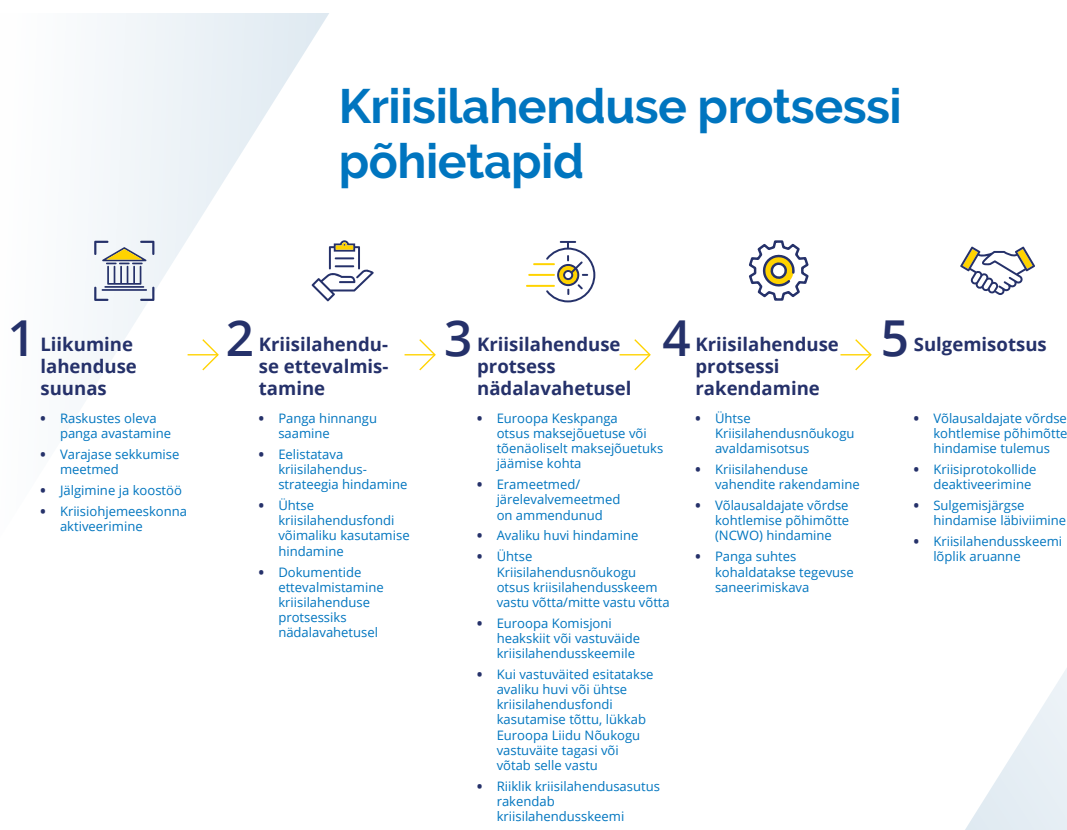 Kriisilahenduse protsessi
põhietapid
1
Liikumine
lahenduse
suunas
• Raskustes oleva
panga avastamine
• Varajase sekkumise
meetmed
• Jälgimine ja koostöö
• Kriisiohjemeeskonna
aktiveerimine
2
Kriisilahendu-
se ettevalmis-
tamine
• Panga hinnangu
saamine
• Eelistatava
kriisilahendus-
strateegia hindamine
• Ühtse
kriisilahendusfondi
võimaliku kasutamise
hindamine
• Dokumentide
ettevalmistamine
kriisilahenduse
protsessiks
nädalavahetusel
3
Kriisilahenduse
protsess
nädalavahetusel
• Euroopa Keskpanga
otsus maksejõuetuse või
tõenäoliselt maksejõuetuks
jäämise kohta
• Erameetmed/
järelevalvemeetmed
on ammendunud
• Avaliku huvi hindamine
• Ühtse
Kriisilahendusnõukogu
otsus kriisilahendusskeem
vastu võtta/mitte vastu võtta
• Euroopa Komisjoni
heakskiit või vastuväide
kriisilahendusskeemile
• Kui vastuväited esitatakse
avaliku huvi või ühtse
kriisilahendusfondi
kasutamise tõttu, lükkab
Euroopa Liidu Nõukogu
vastuväite tagasi või
võtab selle vastu
• Riiklik kriisilahendusasutus
rakendab
kriisilahendusskeemi
4
Kriisilahenduse
protsessi
rakendamine
• Ühtse
Kriisilahendusnõukogu
avaldamisotsus
• Kriisilahenduse
vahendite rakendamine
• Võlausaldajate võrdse
kohtlemise põhimõtte
(NCWO) hindamine
• Panga suhtes
kohaldatakse tegevuse
saneerimiskava
5
Sulgemisotsus
• Võlausaldajate võrdse
kohtlemise põhimõtte
hindamise tulemus
• Kriisiprotokollide
deaktiveerimine
• Sulgemisjärgse
hindamise läbiviimine
• Kriisilahendusskeemi
lõplik aruanne